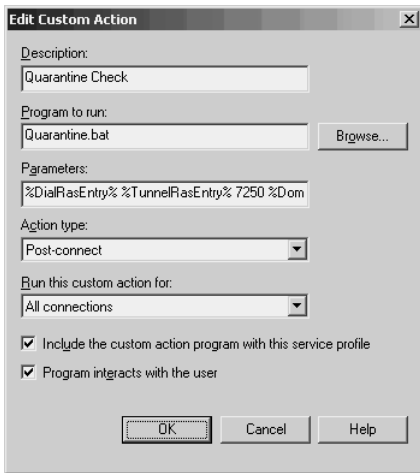 Edit Custom Action
Description:
Quarantine Check
Program to run:
Quarantine.bat
Browse...
Parameters:
%DialRasEntry% %TunnelRasEntry% 7250 %Dom
Action type:
Post-connect
Run this custom action for:
All connections
Include the custom action program with this service profile
Program interacts with the user
OK Cancel Help